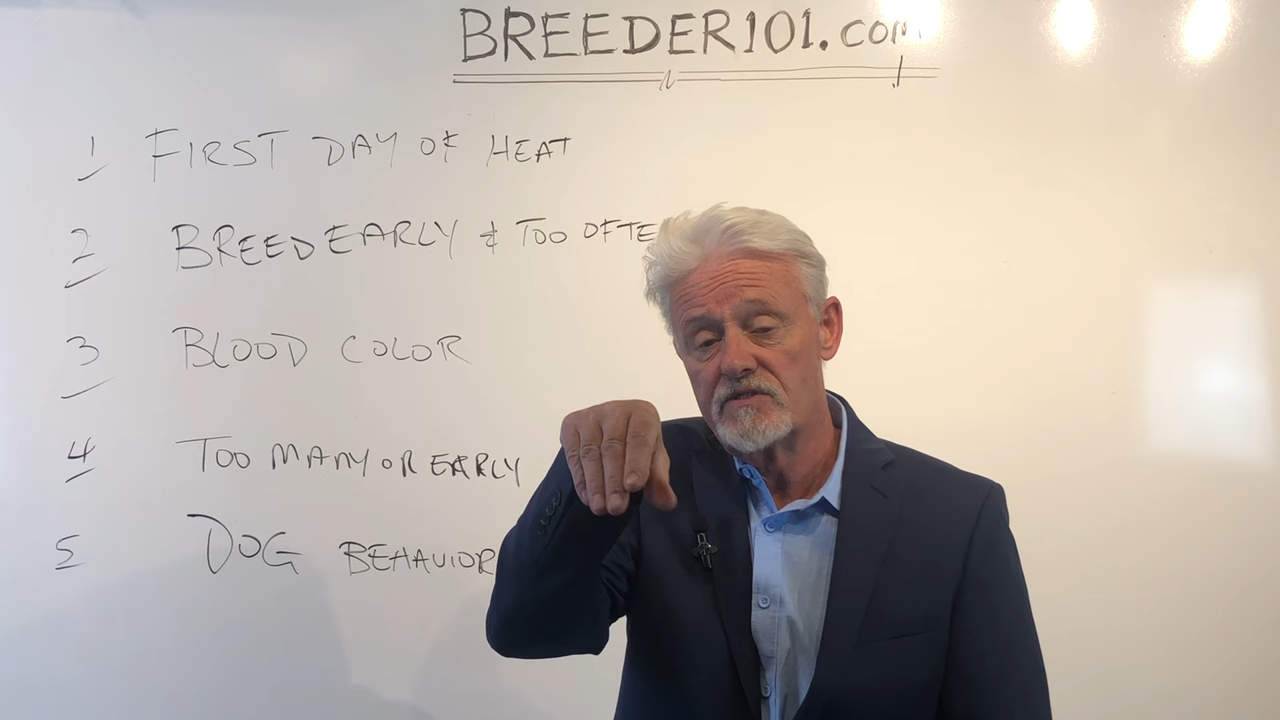 BREEDER101.com
1 FIRST DAY OF HEAT
2 BREED EARLY & TOO OFTE
3 BLOOD COLOR
4 TOO MANY OR EARLY
5 DOG BEHAVIOR